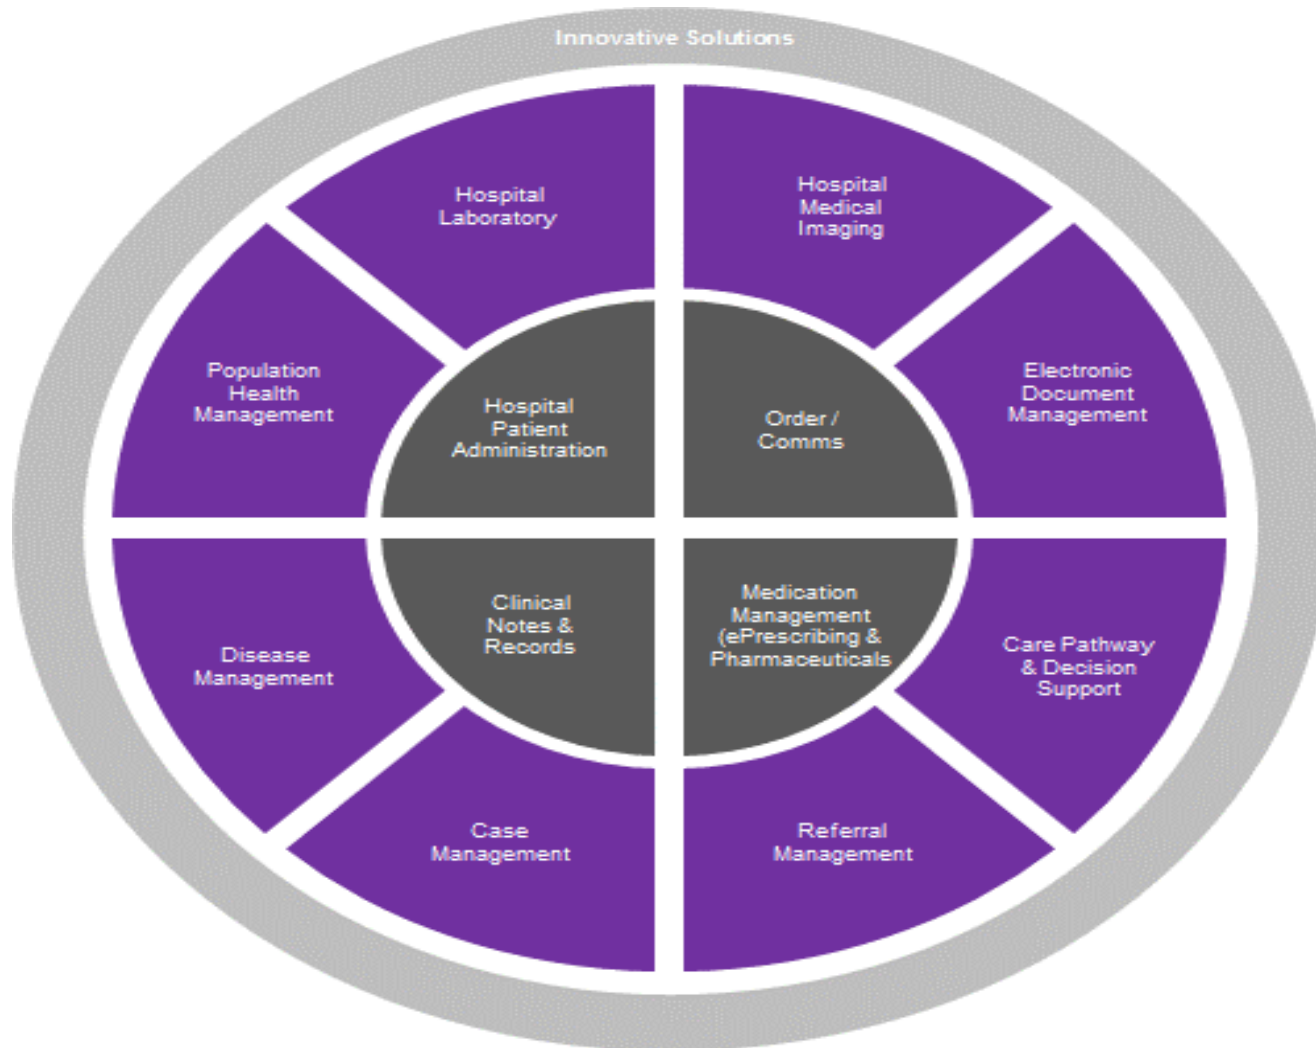 Innovative Solutions
Hospital
Laboratory
Hospital
Medical
Imaging
Population
Health
Management
Hospital
Patient
Administration
Order /
Comms
Electronic
Document
Management
Disease
Management
Clinical
Notes &
Records
Medication
Management
(ePrescribing &
Pharmaceuticals
Care Pathway
& Decision
Support
Case
Management
Referral
Management